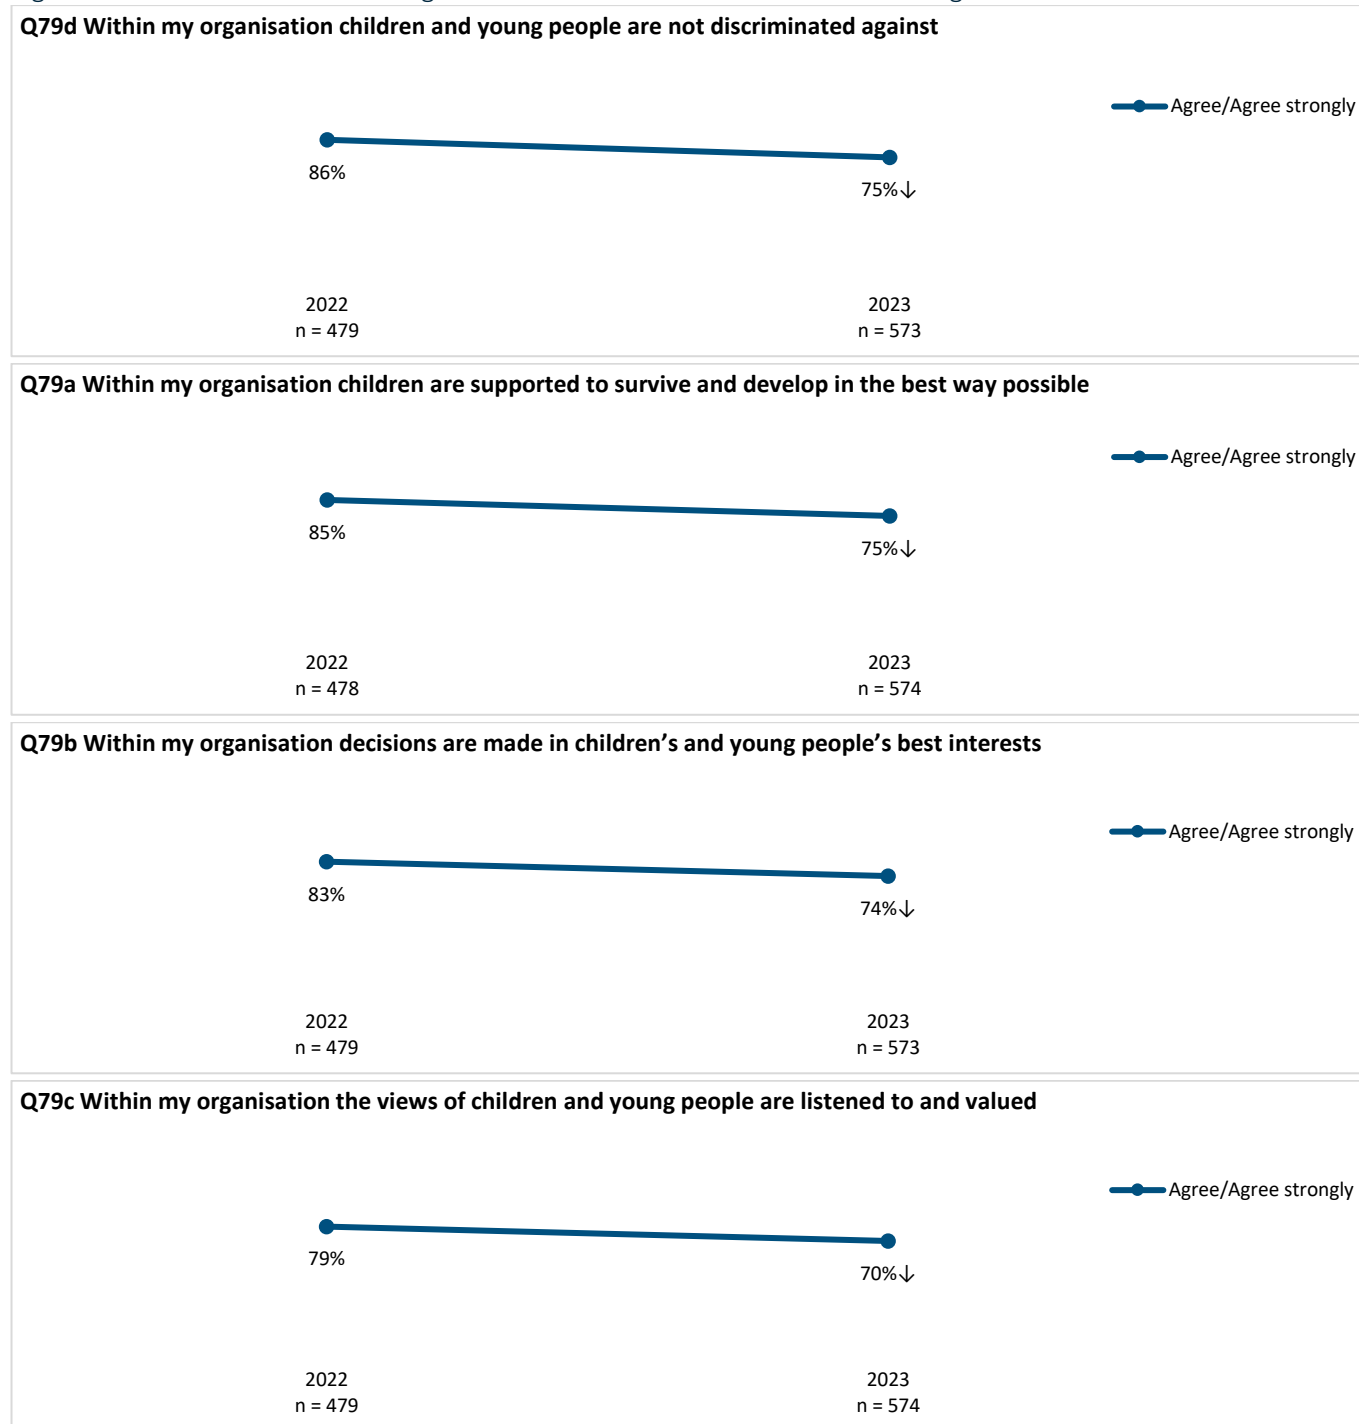 Q79d Within my organisation children and young people are not discriminated against
Agree/Agree strongly
86%
75%↓
2022
2023
n = 479
n = 573
Q79a Within my organisation children are supported to survive and develop in the best way possible
Agree/Agree strongly
85%
75%↓
2022
2023
n = 478
n = 574
Q79b Within my organisation decisions are made in children’s and young people’s best interests
Agree/Agree strongly
83%
74%↓
2022
2023
n = 479
n = 573
Q79c Within my organisation the views of children and young people are listened to and valued
Agree/Agree strongly
79%
70%↓
2022
2023
n = 479
n = 574